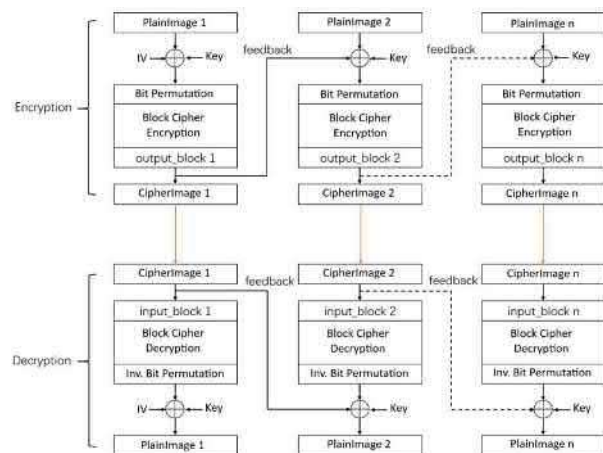 PlainImage 1
PlainImage 2
PlainImage n
feedback
feedback
IV
Key
Key
Key
Encryption
Bit Permutation
Bit Permutation
Bit Permutation
Block Cipher
Encryption
Block Cipher
Encryption
Block Cipher
Encryption
output_block 1
output_block 2
output_block n
CipherImage 1
CipherImage 2
CipherImage n
CipherImage 1
CipherImage 2
CipherImage n
feedback
feedback
input_block 1
input_block 2
input_block n
Decryption
Block Cipher
Decryption
Block Cipher
Decryption
Block Cipher
Decryption
Inv. Bit Permutation
Inv. Bit Permutation
Inv. Bit Permutation
IV
Key
Key
Key
PlainImage 1
PlainImage 2
PlainImage n